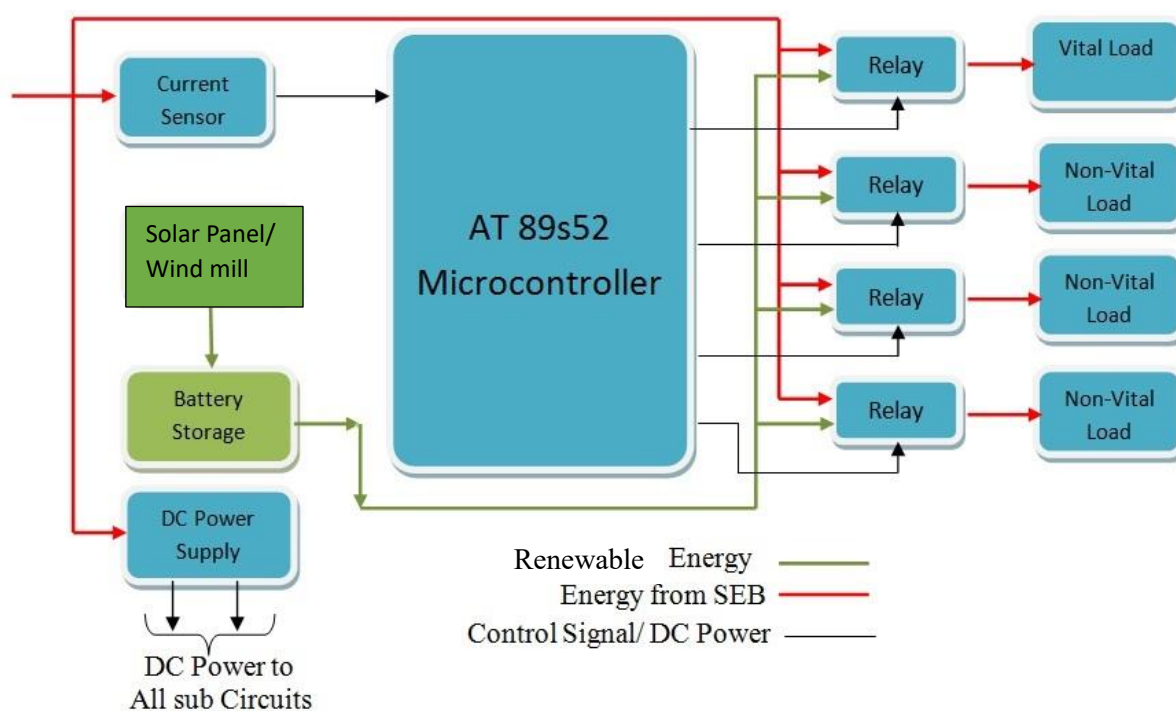 Current
Sensor
AT 89s52
Microcontroller
Relay
Vital Load
Relay
Non-Vital
Load
Relay
Non-Vital
Load
Relay
Non-Vital
Load
Solar Panel/
Wind mill
Battery
Storage
DC Power
Supply
DC Power to
All sub Circuits
Renewable Energy
Energy from SEB
Control Signal/ DC Power